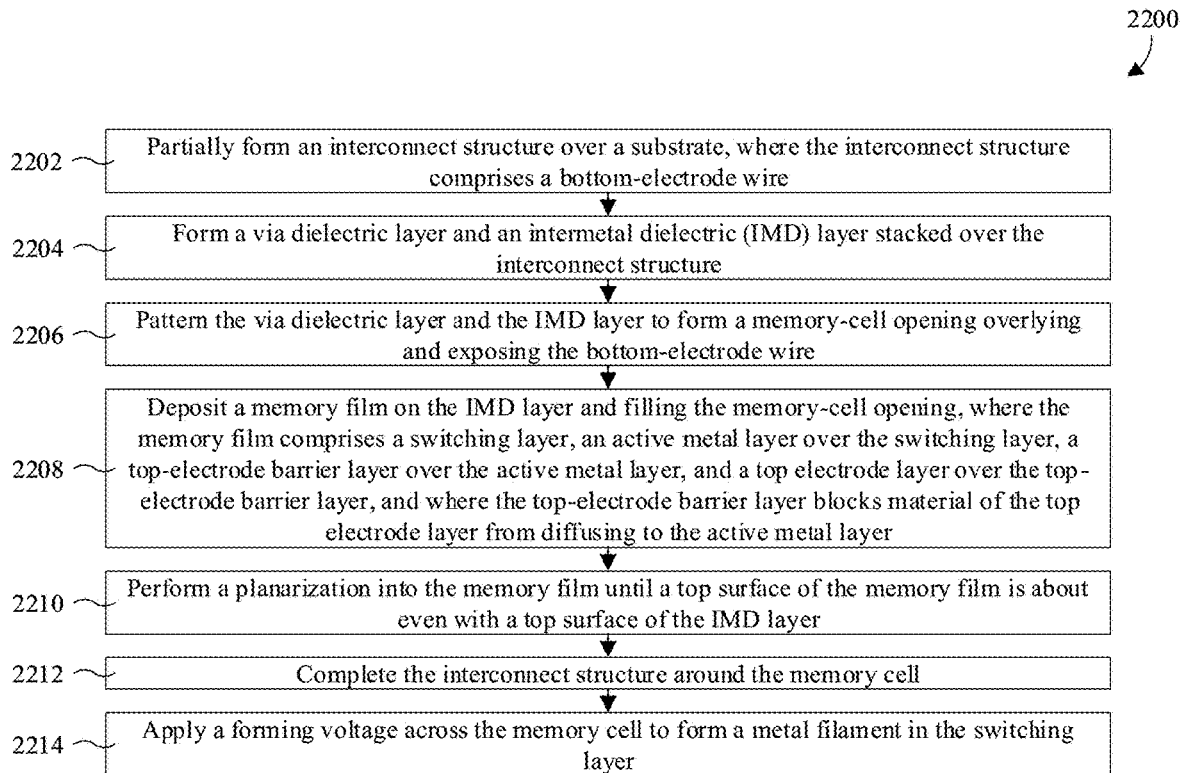 2200
2202
Partially form an interconnect structure over a substrate, where the interconnect structure
comprises a bottom-electrode wire
2204
Form a via dielectric layer and an intermetal dielectric (IMD) layer stacked over the
interconnect structure
2206
Pattern the via dielectric layer and the IMD layer to form a memory-cell opening overlying
and exposing the bottom-electrode wire
2208
Deposit a memory film on the IMD layer and filling the memory-cell opening, where the
memory film comprises a switching layer, an active metal layer over the switching layer, a
top-electrode barrier layer over the active metal layer, and a top electrode layer over the top-
electrode barrier layer, and where the top-electrode barrier layer blocks material of the top
electrode layer from diffusing to the active metal layer
2210
Perform a planarization into the memory film until a top surface of the memory film is about
even with a top surface of the IMD layer
2212
Complete the interconnect structure around the memory cell
2214
Apply a forming voltage across the memory cell to form a metal filament in the switching
layer